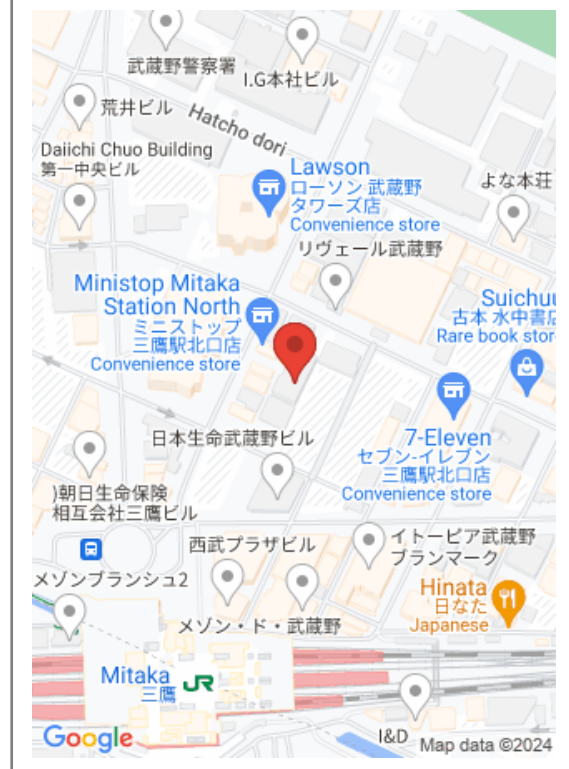 武蔵野警察署
I.G本社ビル
荒井ビル
Hatcho dori
Daiichi Chuo Building
第一中央ビル
Lawson
ローソン 武蔵野
タワーズ店
Convenience store
よな本荘
リヴェール武蔵野
Ministop Mitaka
Station North
ミニストップ
三鷹駅北口店
Convenience store
Suichu
古本 水中書店
Rare book stor
7-Eleven
セブン-イレブン
三鷹駅北口店
Convenience store
日本生命武蔵野ビル
)朝日生命保険
相互会社三鷹ビル
西武プラザビル
イトーピア武蔵野
ブランマーク
メゾンブランシュ2
Hinata
日なた
Japanese
メゾン・ド・武蔵野
Mitaka
三鷹
JR
I&D
Google
Map data ©2024